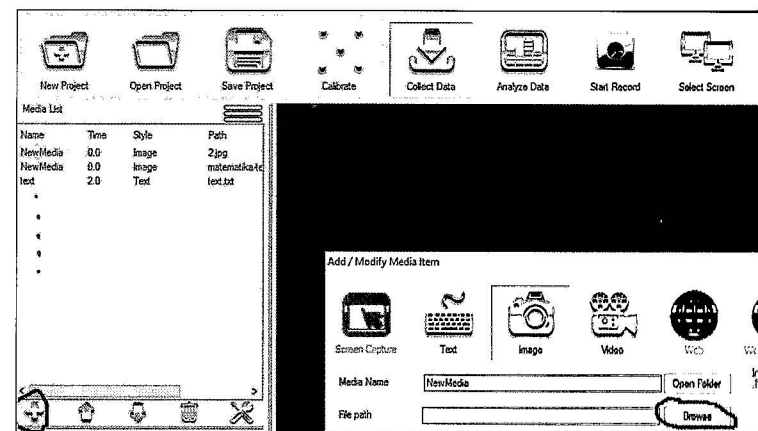 New Project Open Project Save Project Calibrate Collect Data Analyze Data Start Record Select Screen
Media List
Name Time Style Path
NewMedia 0.0 Image 2.jpg
NewMedia 0.0 Image matematika
text 2.0 Text text.txt
Add / Modify Media Item
Screen Capture Text Image Video Web
Media Name NewMedia Open Folder
File path Browse